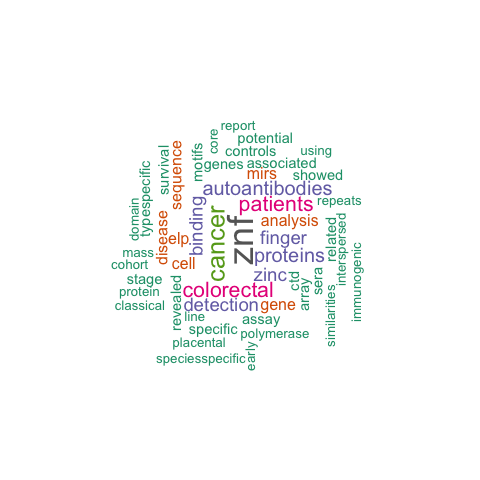 report
core
potential
controls
using
survival
sequence
motifs
genes
associated
mirs
showed
typespecific
autoantibodies
domain
binding
patients
repeats
disease
elp
cancer
znf
analysis
finger
related
interspersed
mass
cohort
cell
proteins
immunogenic
stage
zinc
ctd
sera
protein
colorectal
array
classical
revealed
detection
gene
similarities
line
assay
specific
polymerase
placental
early
speciesspecific